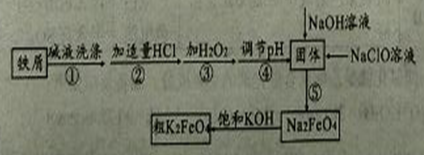 NaOH溶液
铁屑 碱液洗涤 ① 加适量HCl ② 加H2O2 ③ 调节pH ④ 固体 NaClO溶液
⑤
粗K2FeO4 饱和KOH Na2FeO4